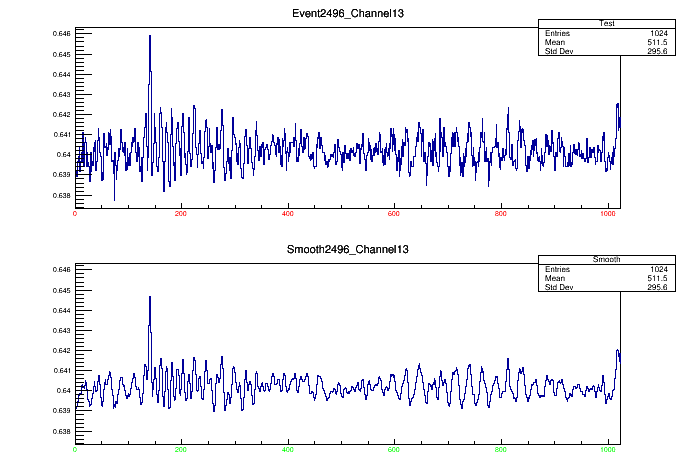 Event2496_Channel13
Test
Entries 1024
Mean 511.5
Std Dev 295.6
0.646
0.645
0.644
0.643
0.642
0.641
0.64
0.639
0.638
0 200 400 600 800 1000
Smooth2496_Channel13
Smooth
Entries 1024
Mean 511.5
Std Dev 295.6
0.646
0.645
0.644
0.643
0.642
0.641
0.64
0.639
0.638
0 200 400 600 800 1000